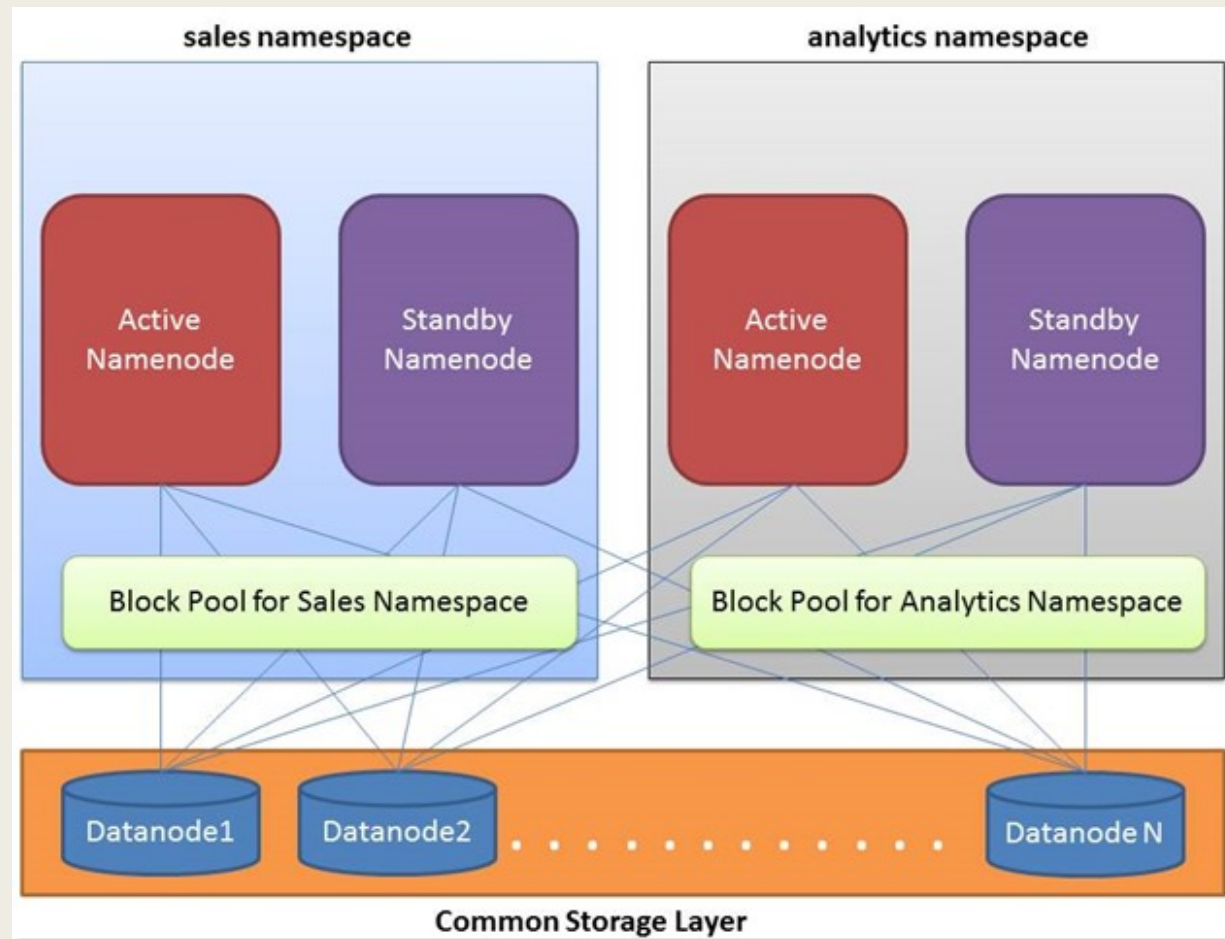 sales namespace
analytics namespace
Active
Namenode
Standby
Namenode
Active
Namenode
Standby
Namenode
Block Pool for Sales Namespace
Block Pool for Analytics Namespace
Datanode1
Datanode2
Datanode N
Common Storage Layer